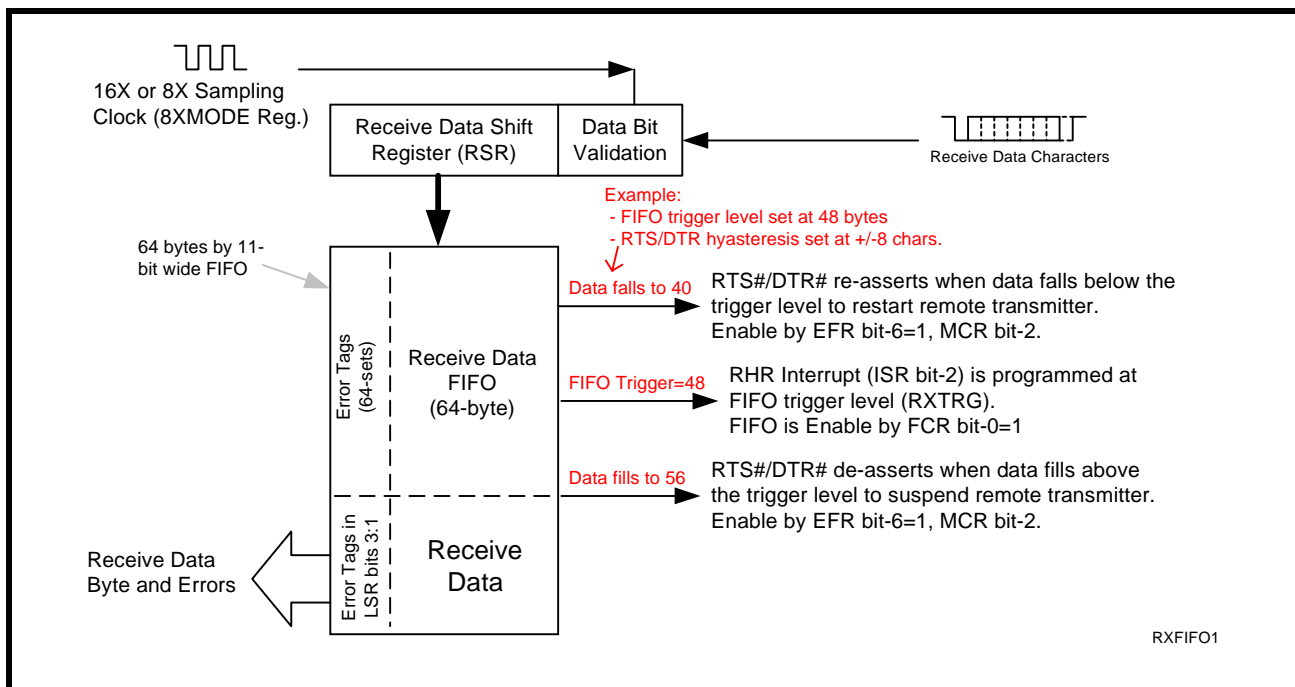 16X or 8X Sampling
Clock (8XMODE Reg.)
Receive Data Shift
Register (RSR)
Data Bit
Validation
Receive Data Characters
Example:
- FIFO trigger level set at 48 bytes
- RTS/DTR hyasteresis set at +/-8 chars.
64 bytes by 11-
bit wide FIFO
Error Tags
(64-sets)
Receive Data
FIFO
(64-byte)
Data falls to 40
RTS#/DTR# re-asserts when data falls below the
trigger level to restart remote transmitter.
Enable by EFR bit-6=1, MCR bit-2.
FIFO Trigger=48
RHR Interrupt (ISR bit-2) is programmed at
FIFO trigger level (RXTRG).
FIFO is Enable by FCR bit-0=1
Data fills to 56
RTS#/DTR# de-asserts when data fills above
the trigger level to suspend remote transmitter.
Enable by EFR bit-6=1, MCR bit-2.
Error Tags in
LSR bits 3:1
Receive
Data
Receive Data
Byte and Errors
RXFIFO1